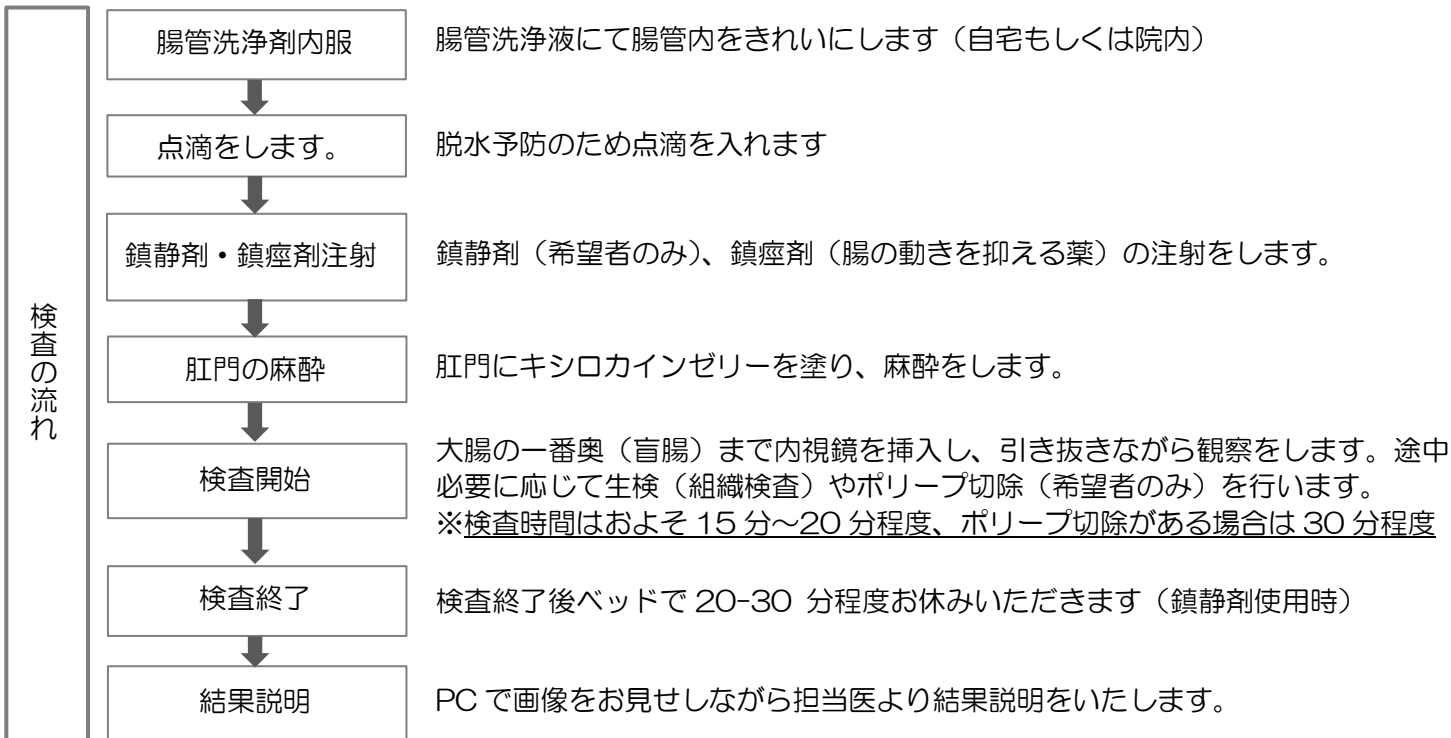 検査の流れ
腸管洗浄剤内服
腸管洗浄液にて腸管内をきれいにします（自宅もしくは院内）
点滴をします。
脱水予防のため点滴を入れます
鎮静剤・鎮痙剤注射
鎮静剤（希望者のみ）、鎮痙剤（腸の動きを抑える薬）の注射をします。
肛門の麻酔
肛門にキシロカインゼリーを塗り、麻酔をします。
検査開始
大腸の一番奥（盲腸）まで内視鏡を挿入し、引き抜きながら観察をします。途中
必要に応じて生検（組織検査）やポリープ切除（希望者のみ）を行います。
※検査時間はおよそ 15 分～20 分程度、ポリープ切除がある場合は 30 分程度
検査終了
検査終了後ベッドで 20-30 分程度お休みいただきます（鎮静剤使用時）
結果説明
PC で画像をお見せしながら担当医より結果説明をいたします。